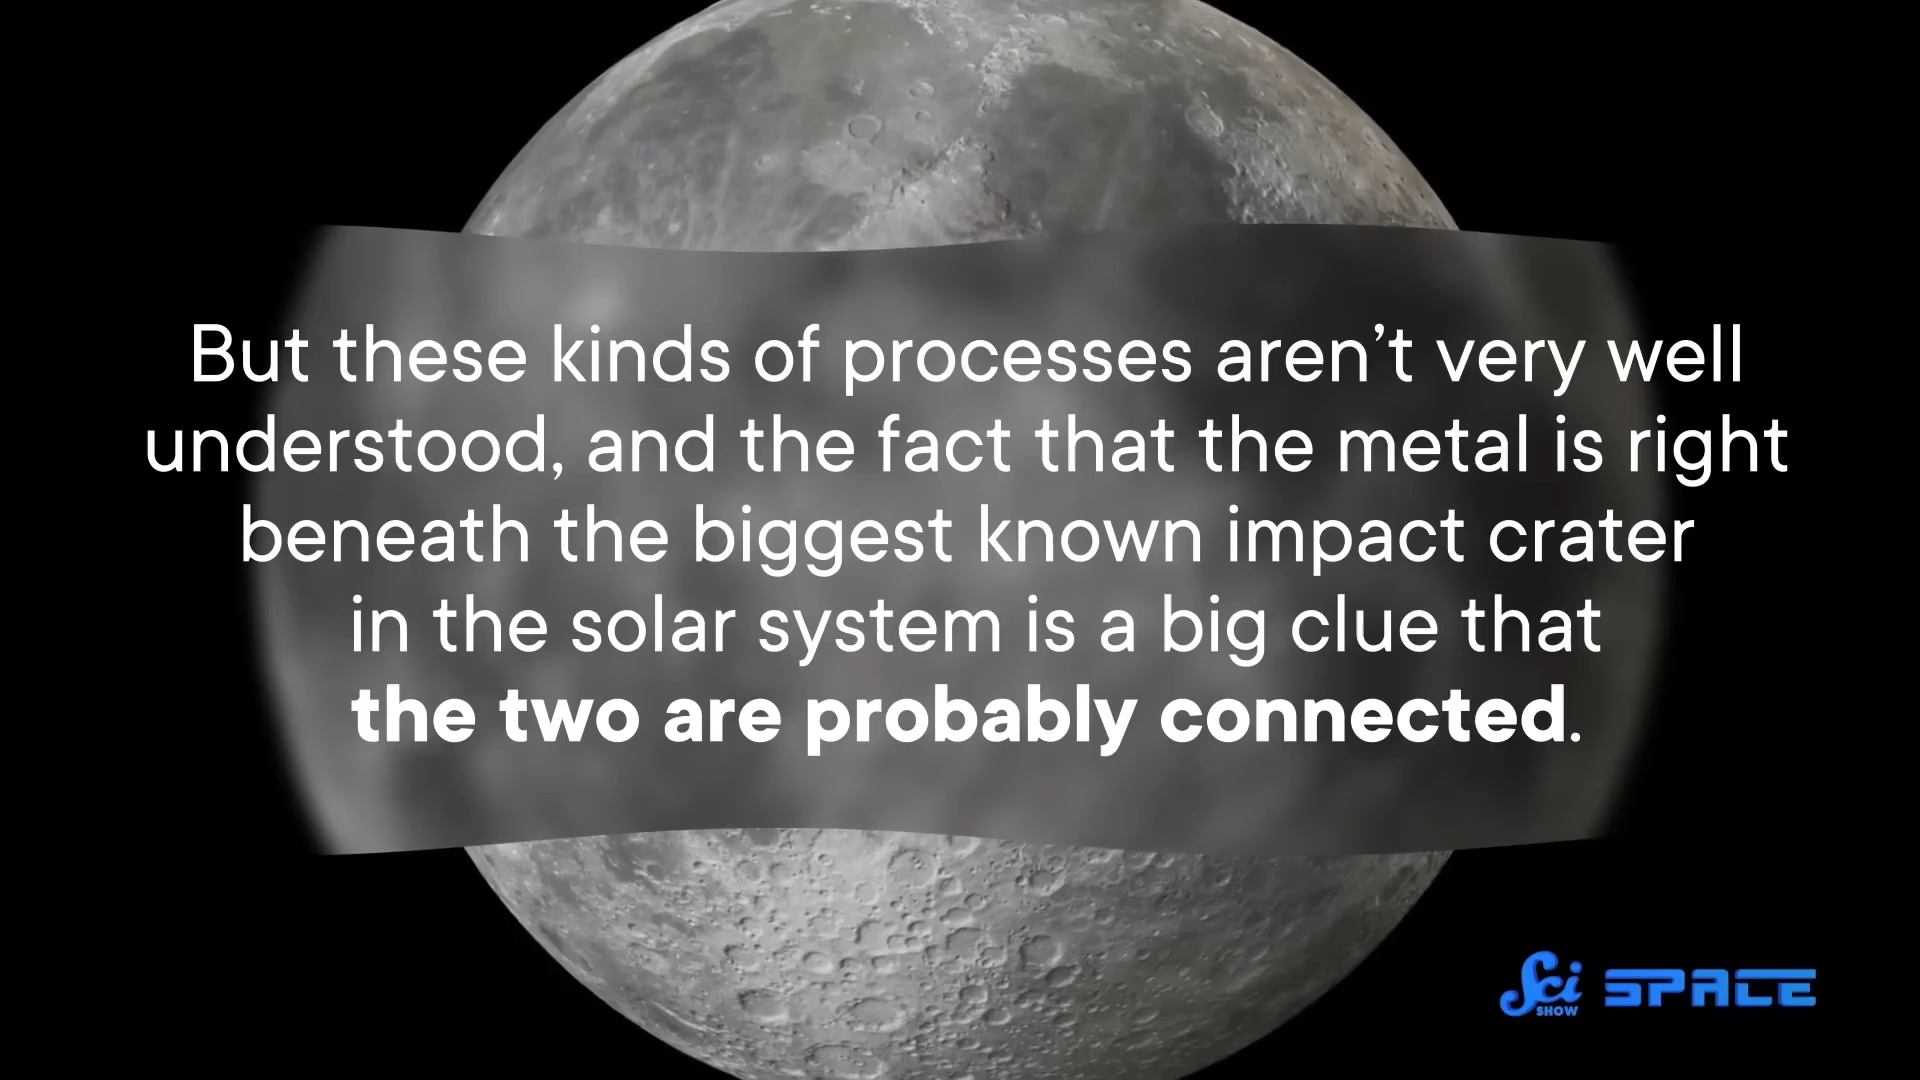 But these kinds of processes aren’t very well
understood, and the fact that the metal is right
beneath the biggest known impact crater
in the solar system is a big clue that
the two are probably connected.
Sci SHOW SPACE